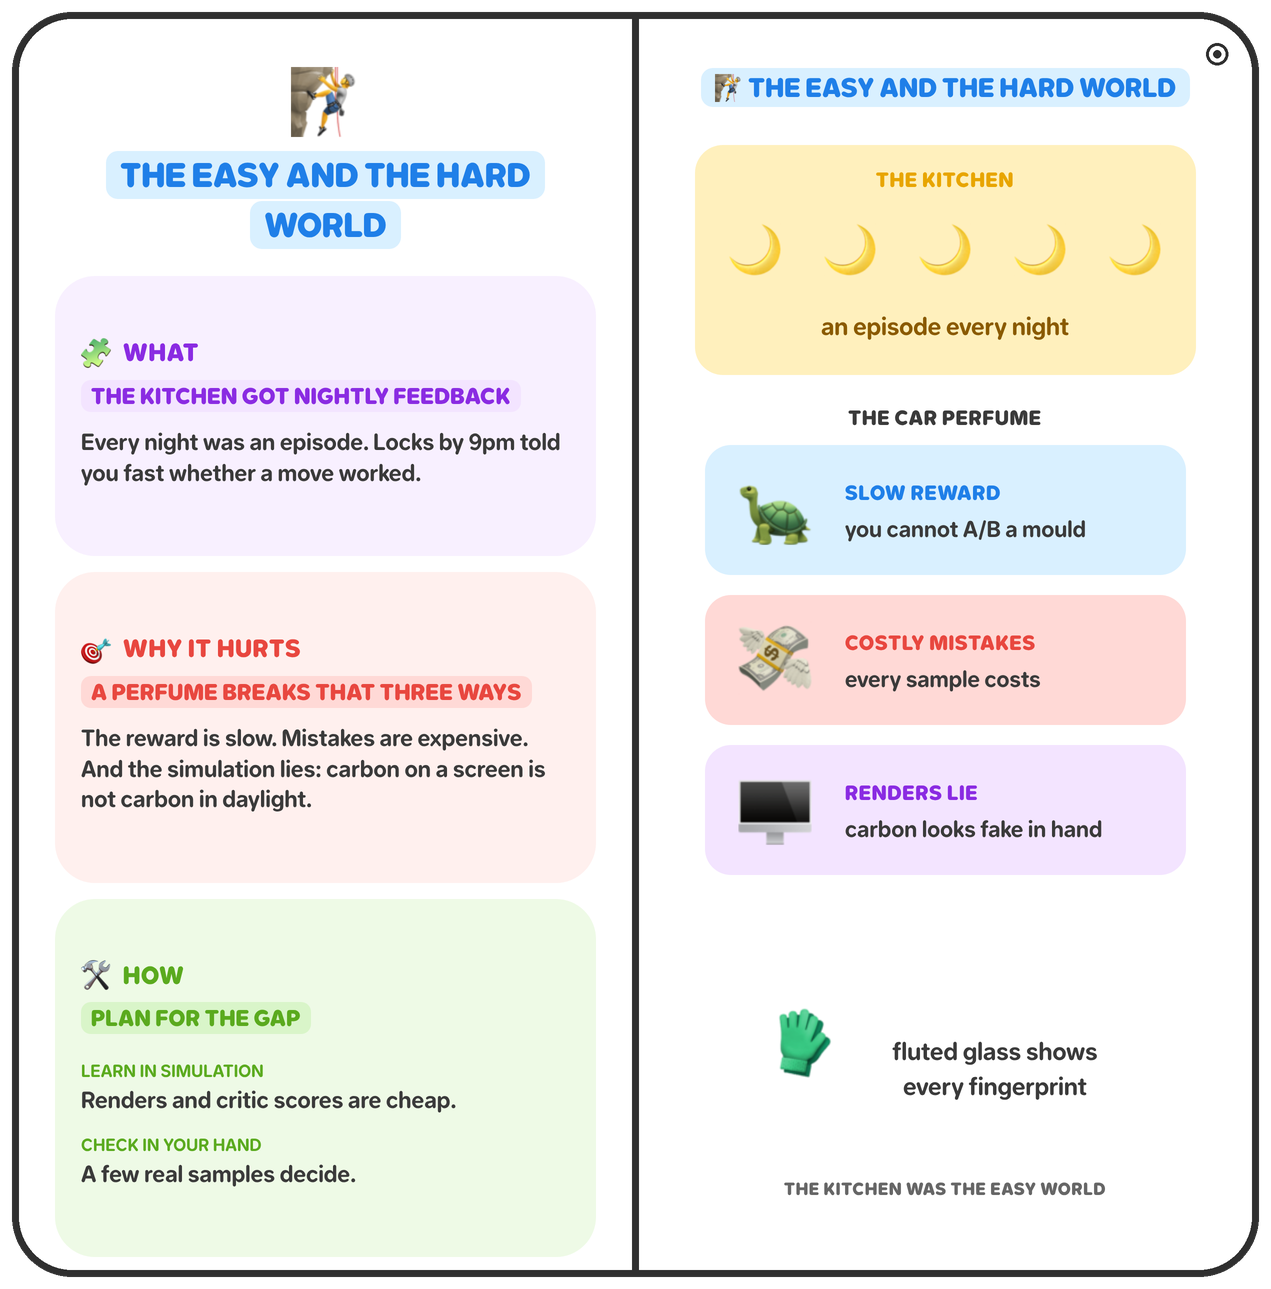 THE EASY AND THE HARD
WORLD
WHAT
THE KITCHEN GOT NIGHTLY FEEDBACK
Every night was an episode. Locks by 9pm told
you fast whether a move worked.
WHY IT HURTS
A PERFUME BREAKS THAT THREE WAYS
The reward is slow. Mistakes are expensive.
And the simulation lies: carbon on a screen is
not carbon in daylight.
HOW
PLAN FOR THE GAP
LEARN IN SIMULATION
Renders and critic scores are cheap.
CHECK IN YOUR HAND
A few real samples decide.
THE EASY AND THE HARD WORLD
THE KITCHEN
an episode every night
THE CAR PERFUME
SLOW REWARD
you cannot A/B a mould
COSTLY MISTAKES
every sample costs
RENDERS LIE
carbon looks fake in hand
fluted glass shows
every fingerprint
THE KITCHEN WAS THE EASY WORLD